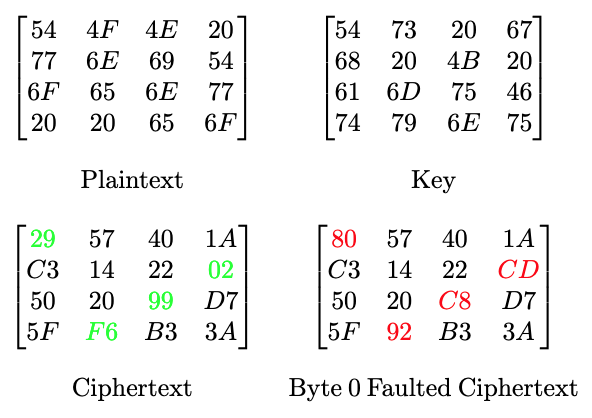 54 4F 4E 20 54 73 20 67
77 6E 69 54 68 20 4B 20
6F 65 6E 77 61 6D 75 46
20 20 65 6F 74 79 6E 75
Plaintext Key
29 57 40 1A 80 57 40 1A
C3 14 22 02 C3 14 22 CD
50 20 99 D7 50 20 C8 D7
5F F6 B3 3A 5F 92 B3 3A
Ciphertext Byte 0 Faulted Ciphertext